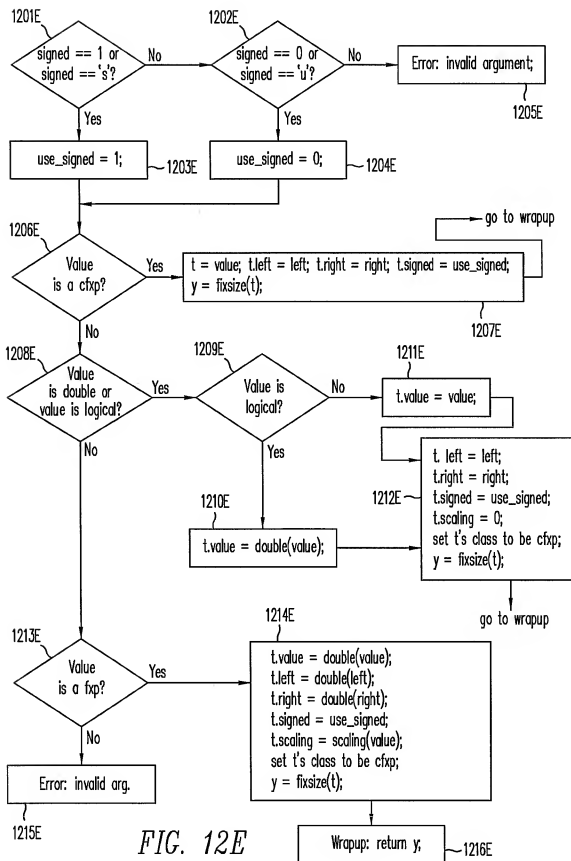 1201E
signed == 1 or
signed == 's'?
No
Yes
1202E
signed == 0 or
signed == 'u'?
No
Yes
Error: invalid argument;
1205E
use_signed = 1;
1203E
use_signed = 0;
1204E
1206E
Value
is a cfxp?
Yes
No
go to wrapup
t = value; t.left = left; t.right = right; t.signed = use_signed;
y = fixsize(t);
1207E
1208E
Value
is double or
value is logical?
Yes
No
1209E
Value is
logical?
No
Yes
1211E
t.value = value;
1210E
t.value = double(value);
1212E
t. left = left;
t.right = right;
t.signed = use_signed;
t.scaling = 0;
set t's class to be cfxp;
y = fixsize(t);
go to wrapup
1213E
Value
is a fxp?
Yes
No
1214E
t.value = double(value);
t.left = double(left);
t.right = double(right);
t.signed = use_signed;
t.scaling = scaling(value);
set t's class to be cfxp;
y = fixsize(t);
Error: invalid arg.
1215E
Wrapup: return y;
1216E
FIG. 12E